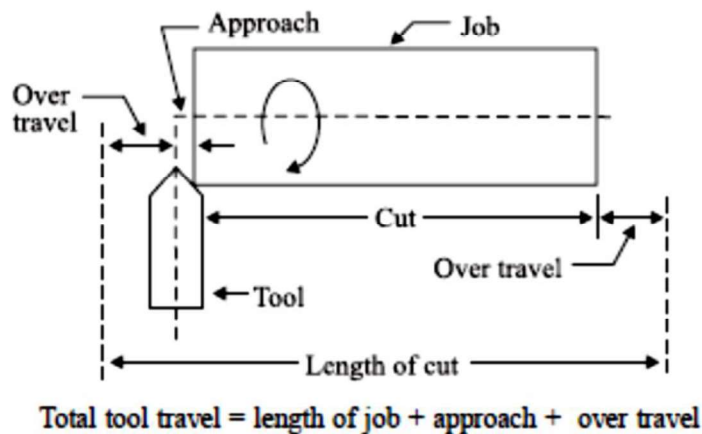 Approach
Job
Over
travel
Cut
Over travel
Tool
Length of cut
Total tool travel = length of job + approach + over travel